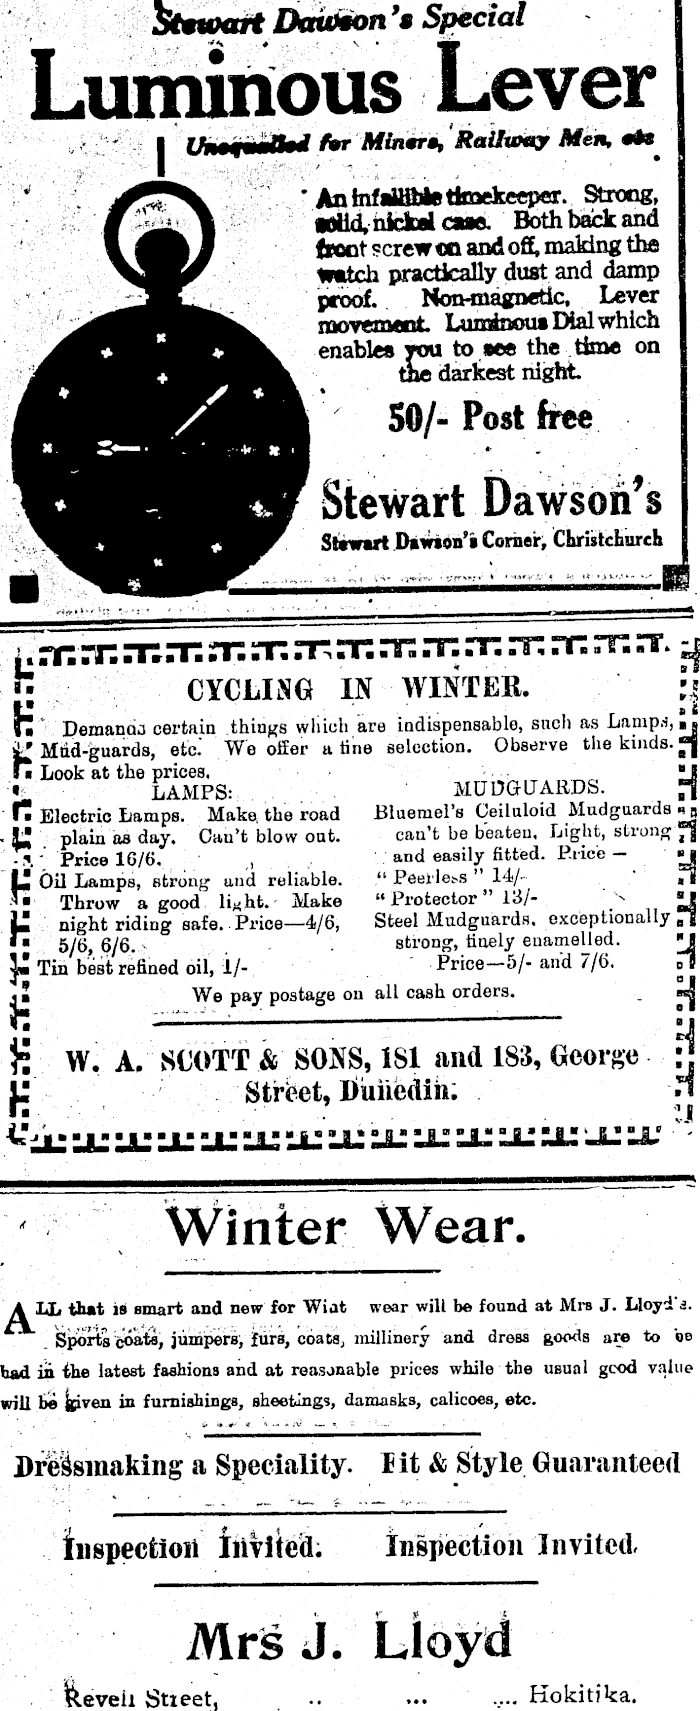 Stewart Dawson's Special
Luminous Lever
Unequalled for Miners, Railway Men, etc
An infallible timekeeper. Strong,
solid, nickel case. Both back and
front screw on and off, making the
watch practically dust and damp
proof. Non-magnetic, Lever
movement. Luminous Dial which
enables you to see the time on
the darkest night.
50/- Post free
Stewart Dawson's
Stewart Dawson's Corner, Christchurch
CYCLING IN WINTER.
Demands certain things which are indispensable, such as Lamps,
Mud-guards, etc. We offer a fine selection. Observe the kinds.
Look at the prices.
LAMPS:
Electric Lamps. Make the road
plain as day. Can't blow out.
Price 16/6.
Oil Lamps, strong and reliable.
Throw a good light. Make
night riding safe. Price—4/6,
5/6, 6/6.
Tin best refined oil, 1/-
MUDGUARDS.
Bluemel's Celluloid Mudguards
can't be beaten. Light, strong
and easily fitted. Price —
"Peerless" 14/-
"Protector" 13/-
Steel Mudguards, exceptionally
strong, finely enamelled.
Price—5/- and 7/6.
We pay postage on all cash orders.
W. A. SCOTT & SONS, 181 and 183, George
Street, Dunedin.
Winter Wear.
ALL that is smart and new for Wint wear will be found at Mrs J. Lloyd's.
Sports coats, jumpers, furs, coats, millinery and dress goods are to be
had in the latest fashions and at reasonable prices while the usual good value
will be given in furnishings, sheetings, damasks, calicoes, etc.
Dressmaking a Speciality. Fit & Style Guaranteed
Inspection Invited. Inspection Invited.
Mrs J. Lloyd
Revell Street, .. ... .... Hokitika.